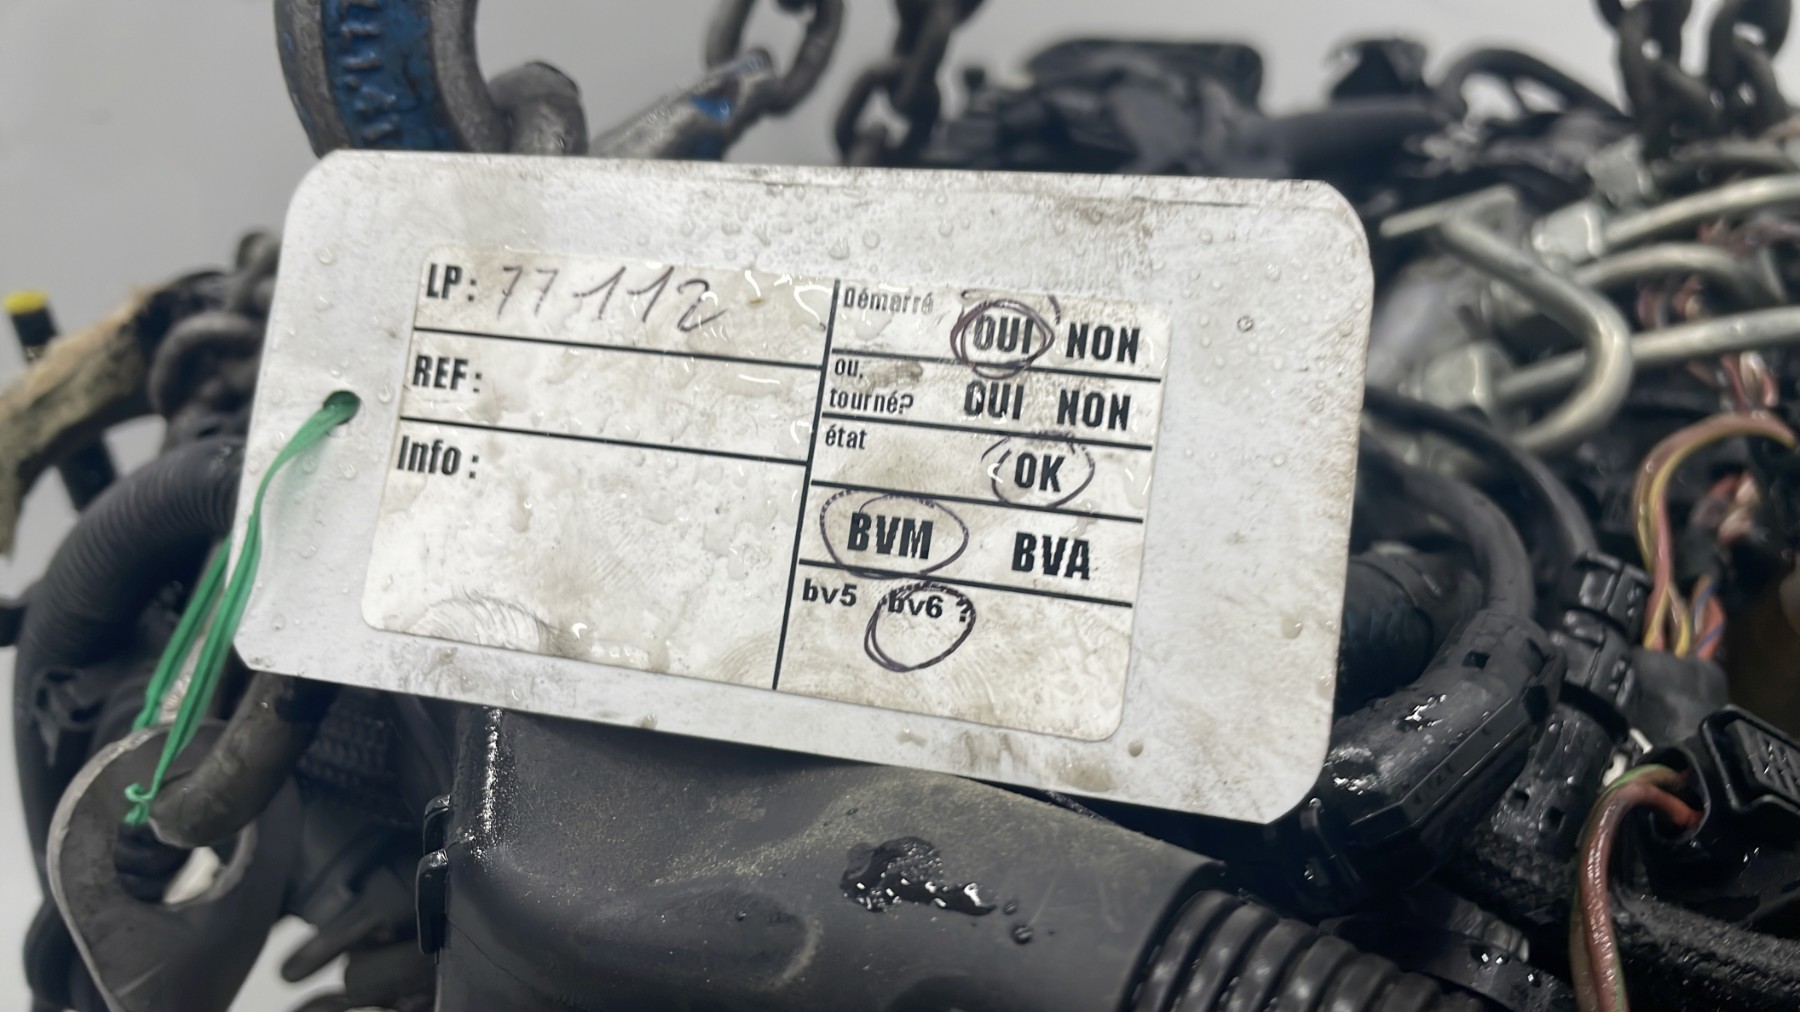 LP: 77112
REF:
Info:
Démarré OUI NON
ou,
tourné? OUI NON
état
OK
BVM BVA
bv5 bv6 ?